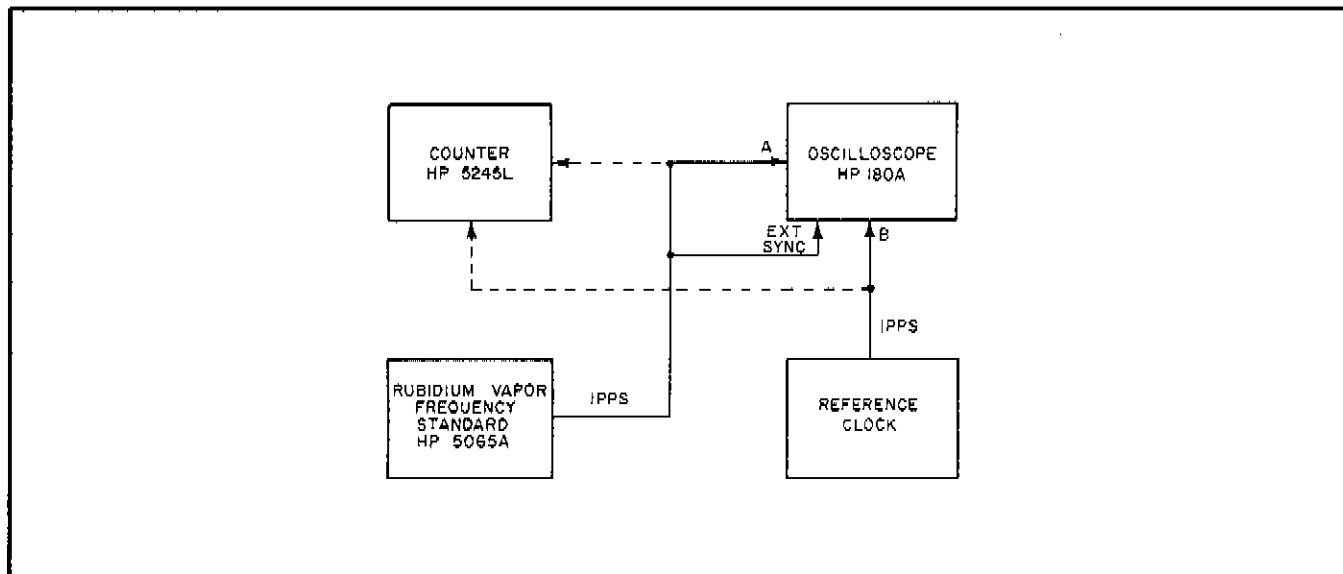 COUNTER
HP 5245L
A
OSCILLOSCOPE
HP 180A
EXT
SYNC
B
1PPS
RUBIDIUM VAPOR
FREQUENCY
STANDARD
HP 5065A
1PPS
REFERENCE
CLOCK